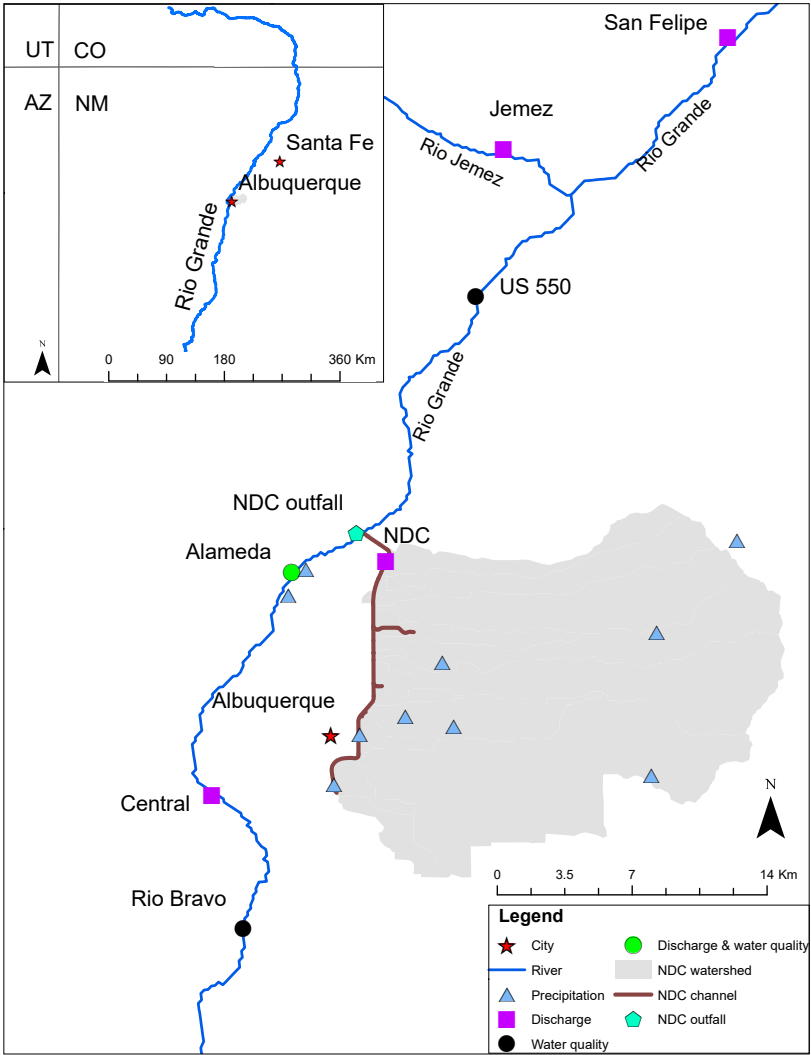 UT CO
AZ NM
Santa Fe
Albuquerque
Rio Grande
N
0 90 180 360 Km
San Felipe
Jemez
Rio Jemez
Rio Grande
US 550
Rio Grande
NDC outfall
NDC
Alameda
Albuquerque
Central
Rio Bravo
N
0 3.5 7 14 Km
Legend
City
River
Precipitation
Discharge
Water quality
Discharge & water quality
NDC watershed
NDC channel
NDC outfall